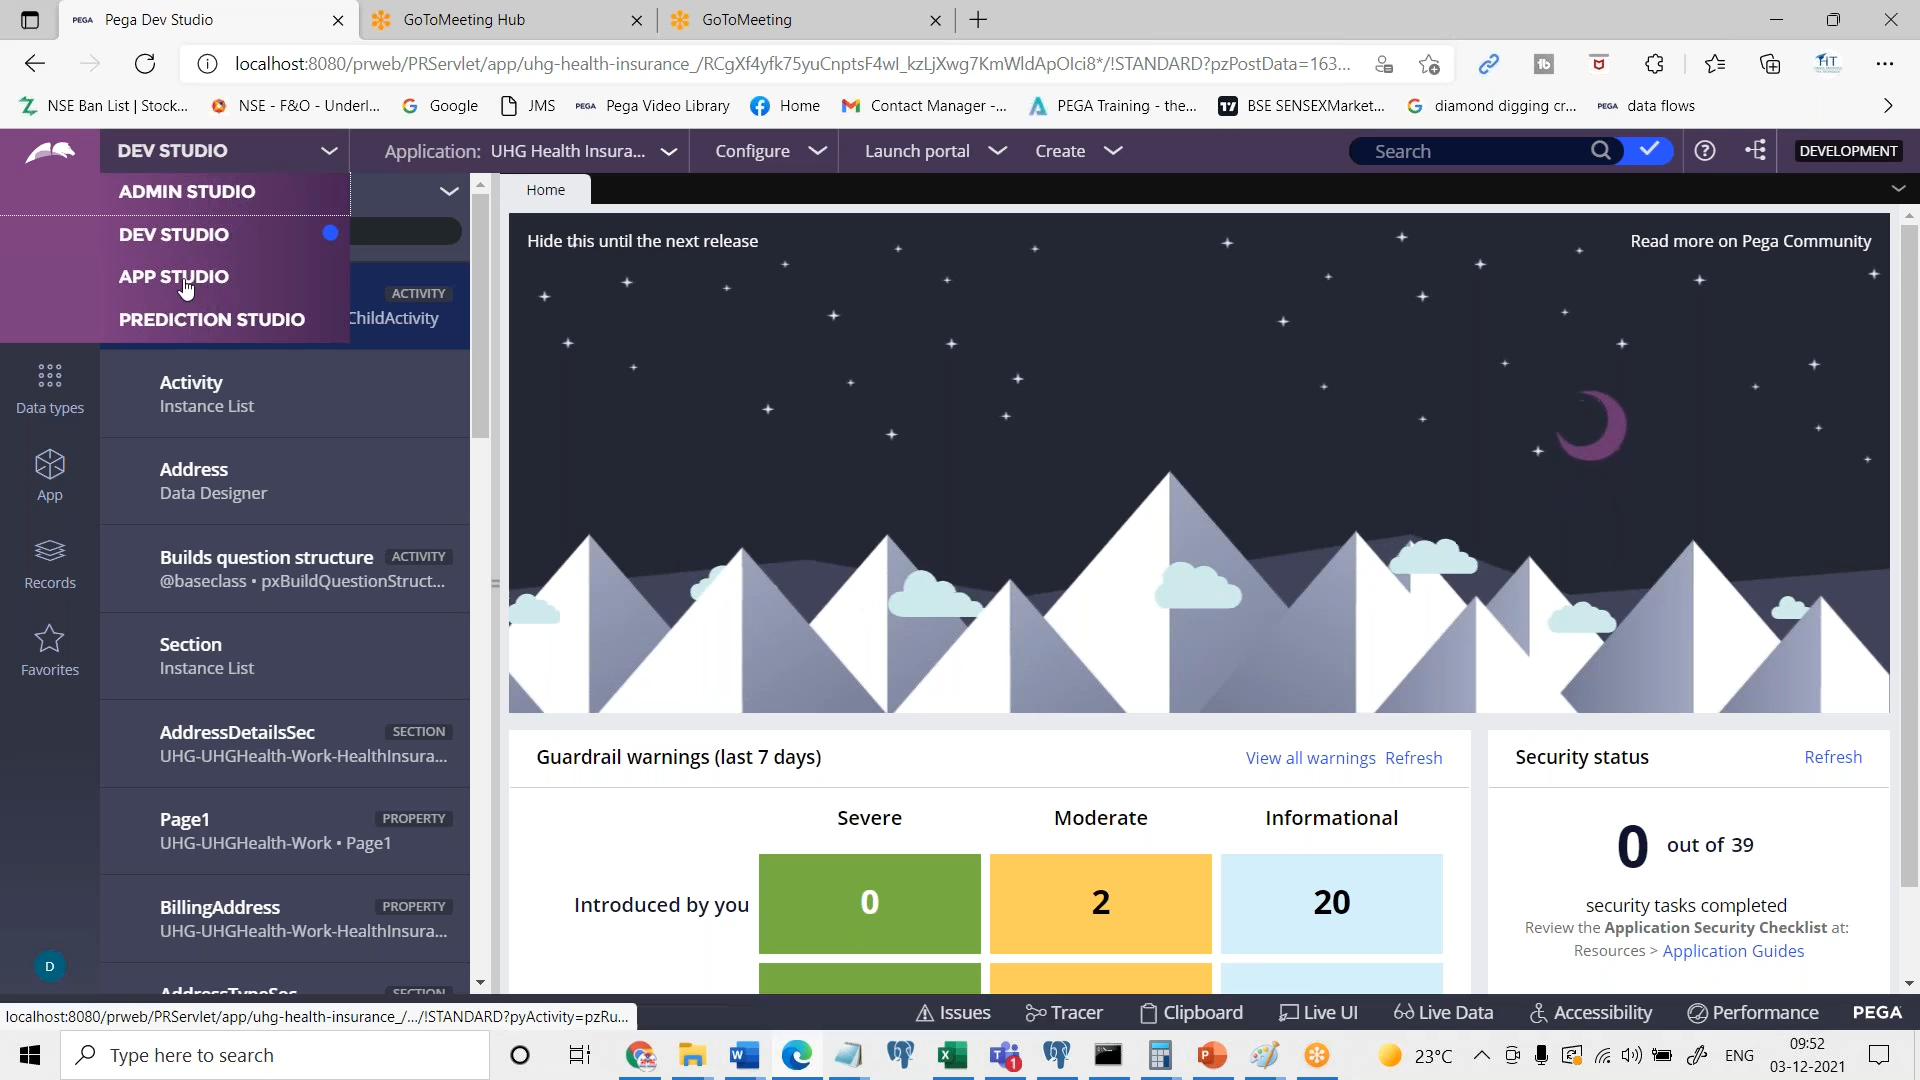 PEGA Pega Dev Studio
GoToMeeting Hub
GoToMeeting
localhost:8080/prweb/PRServlet/app/uhg-health-insurance_/RCgXf4yfk75yuCnptsF4wl_kzLjXwg7KmWldApOlci8*/!STANDARD?pzPostData=163...
NSE Ban List | Stock...
NSE - F&O - Underl...
Google
JMS
PEGA Pega Video Library
Home
Contact Manager -...
PEGA Training - the...
BSE SENSEXMarket...
diamond digging cr...
PEGA data flows
DEV STUDIO
Application: UHG Health Insura...
Configure
Launch portal
Create
Search
DEVELOPMENT
ADMIN STUDIO
DEV STUDIO
APP STUDIO
PREDICTION STUDIO
ACTIVITY
ChildActivity
Activity
Instance List
Address
Data Designer
Builds question structure ACTIVITY
@baseclass • pxBuildQuestionStruct...
Section
Instance List
AddressDetailsSec SECTION
UHG-UHGHealth-Work-HealthInsura...
Page1 PROPERTY
UHG-UHGHealth-Work • Page1
BillingAddress PROPERTY
UHG-UHGHealth-Work-HealthInsura...
AddressTypeSec SECTION
Data types
App
Records
Favorites
D
Home
Hide this until the next release
Read more on Pega Community
Guardrail warnings (last 7 days)
View all warnings Refresh
Severe Moderate Informational
Introduced by you 0 2 20
Security status
Refresh
0 out of 39
security tasks completed
Review the Application Security Checklist at:
Resources > Application Guides
localhost:8080/prweb/PRServlet/app/uhg-health-insurance_/.../!STANDARD?pyActivity=pzRu...
Issues
Tracer
Clipboard
Live UI
Live Data
Accessibility
Performance
PEGA
Type here to search
23°C
ENG
09:52
03-12-2021